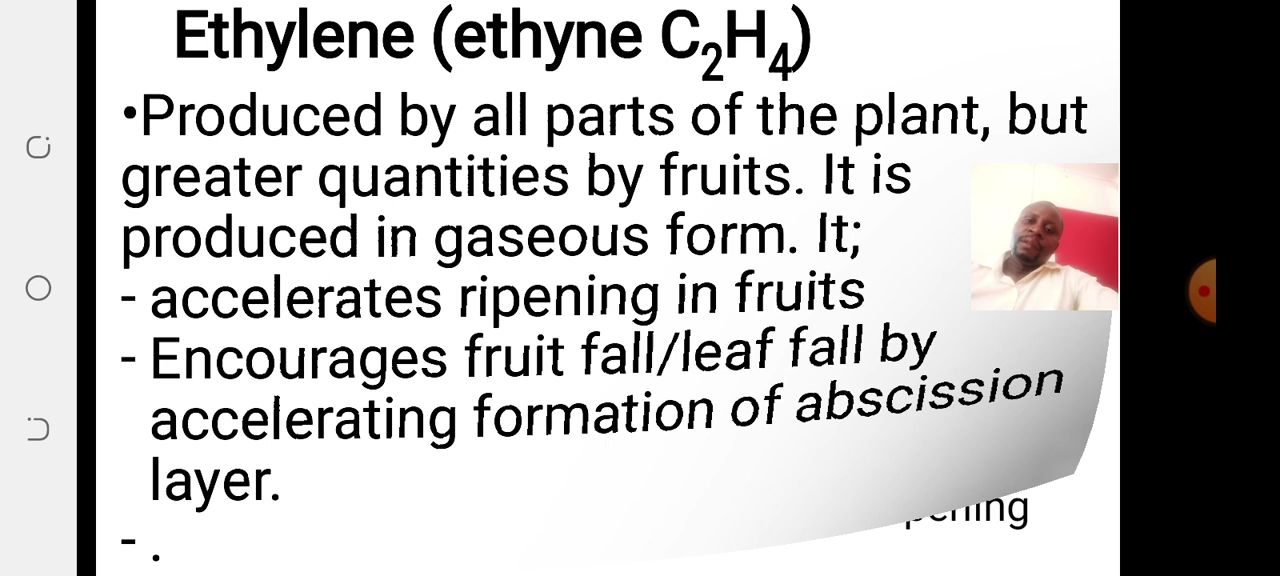 Ethylene (ethyne C₂H₄)
•Produced by all parts of the plant, but
greater quantities by fruits. It is
produced in gaseous form. It;
- accelerates ripening in fruits
- Encourages fruit fall/leaf fall by
accelerating formation of abscission
layer.
- .